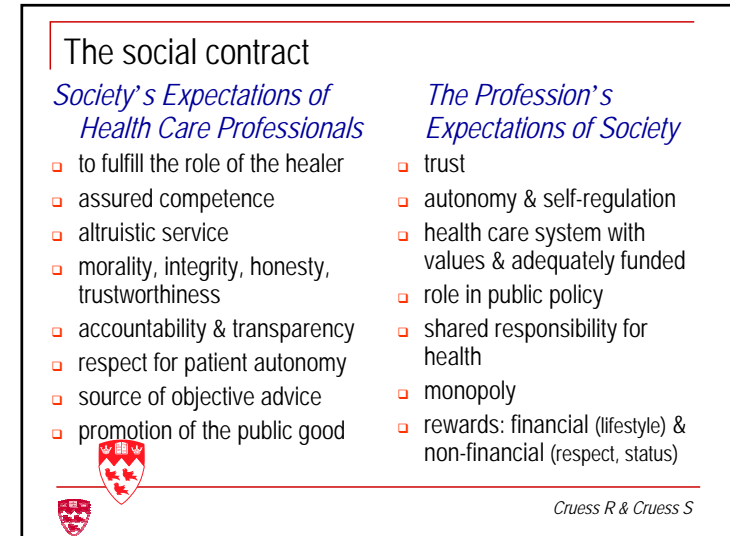 The social contract
Society's Expectations of
Health Care Professionals
to fulfill the role of the healer
assured competence
altruistic service
morality, integrity, honesty,
trustworthiness
accountability & transparency
respect for patient autonomy
source of objective advice
promotion of the public good
The Profession's
Expectations of Society
trust
autonomy & self-regulation
health care system with
values & adequately funded
role in public policy
shared responsibility for
health
monopoly
rewards: financial (lifestyle) &
non-financial (respect, status)
Cruess R & Cruess S